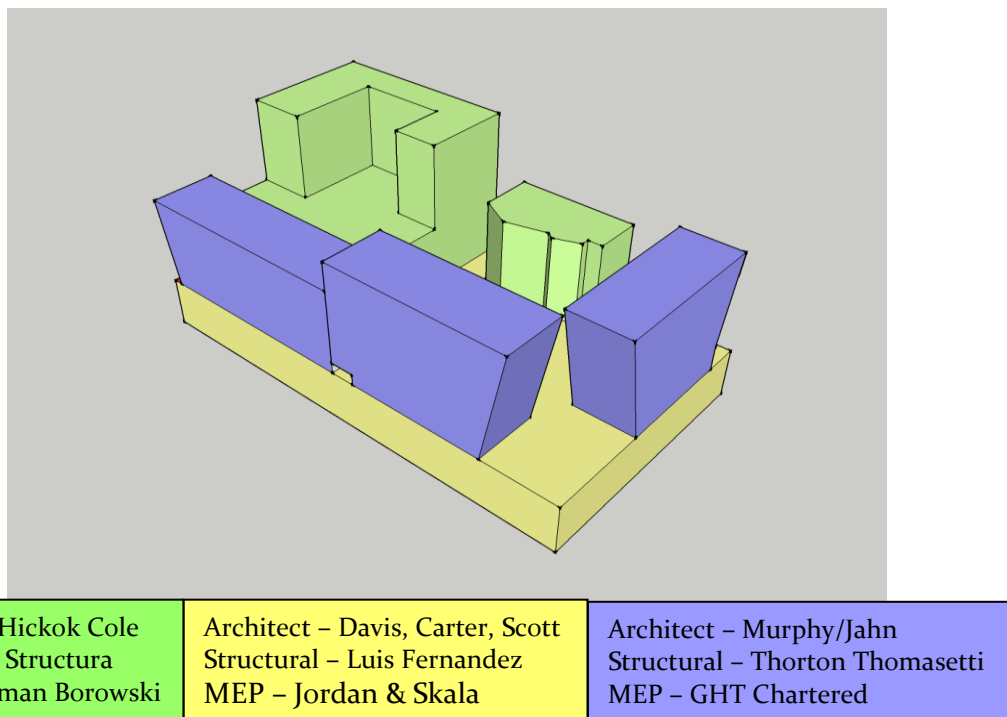 Hickok Cole
Structura
man Borowski
Architect – Davis, Carter, Scott
Structural – Luis Fernandez
MEP – Jordan & Skala
Architect – Murphy/Jahn
Structural – Thorton Thomasetti
MEP – GHT Chartered